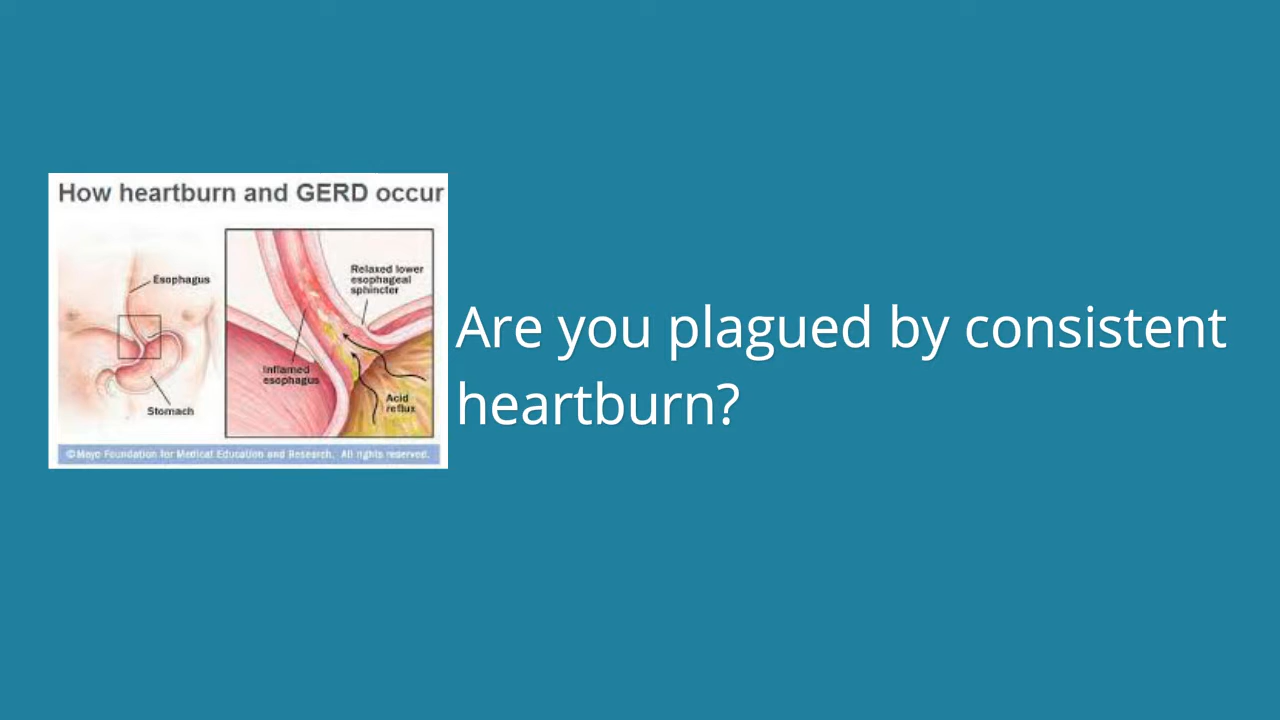 How heartburn and GERD occur
Esophagus
Stomach
Relaxed lower
esophageal
sphincter
Inflamed
esophagus
Acid
reflux
©Mayo Foundation for Medical Education and Research. All rights reserved.
Are you plagued by consistent
heartburn?